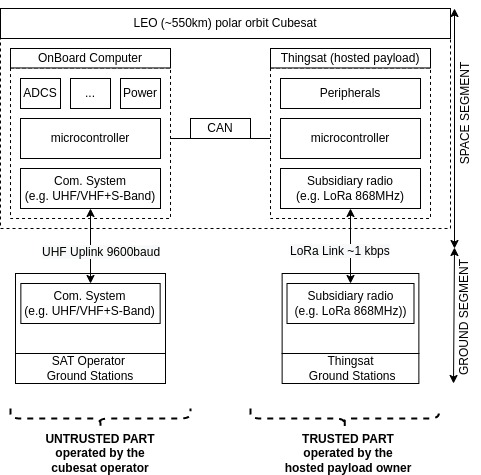 LEO (~550km) polar orbit Cubesat
OnBoard Computer
Thingsat (hosted payload)
ADCS
...
Power
Peripherals
CAN
microcontroller
microcontroller
Com. System
(e.g. UHF/VHF+S-Band)
Subsidiary radio
(e.g. LoRa 868MHz)
SPACE SEGMENT
UHF Uplink 9600baud
LoRa Link ~1 kbps
Com. System
(e.g. UHF/VHF+S-Band)
Subsidiary radio
(e.g. LoRa 868MHz))
GROUND SEGMENT
SAT Operator
Ground Stations
Thingsat
Ground Stations
UNTRUSTED PART
operated by the
cubesat operator
TRUSTED PART
operated by the
hosted payload owner